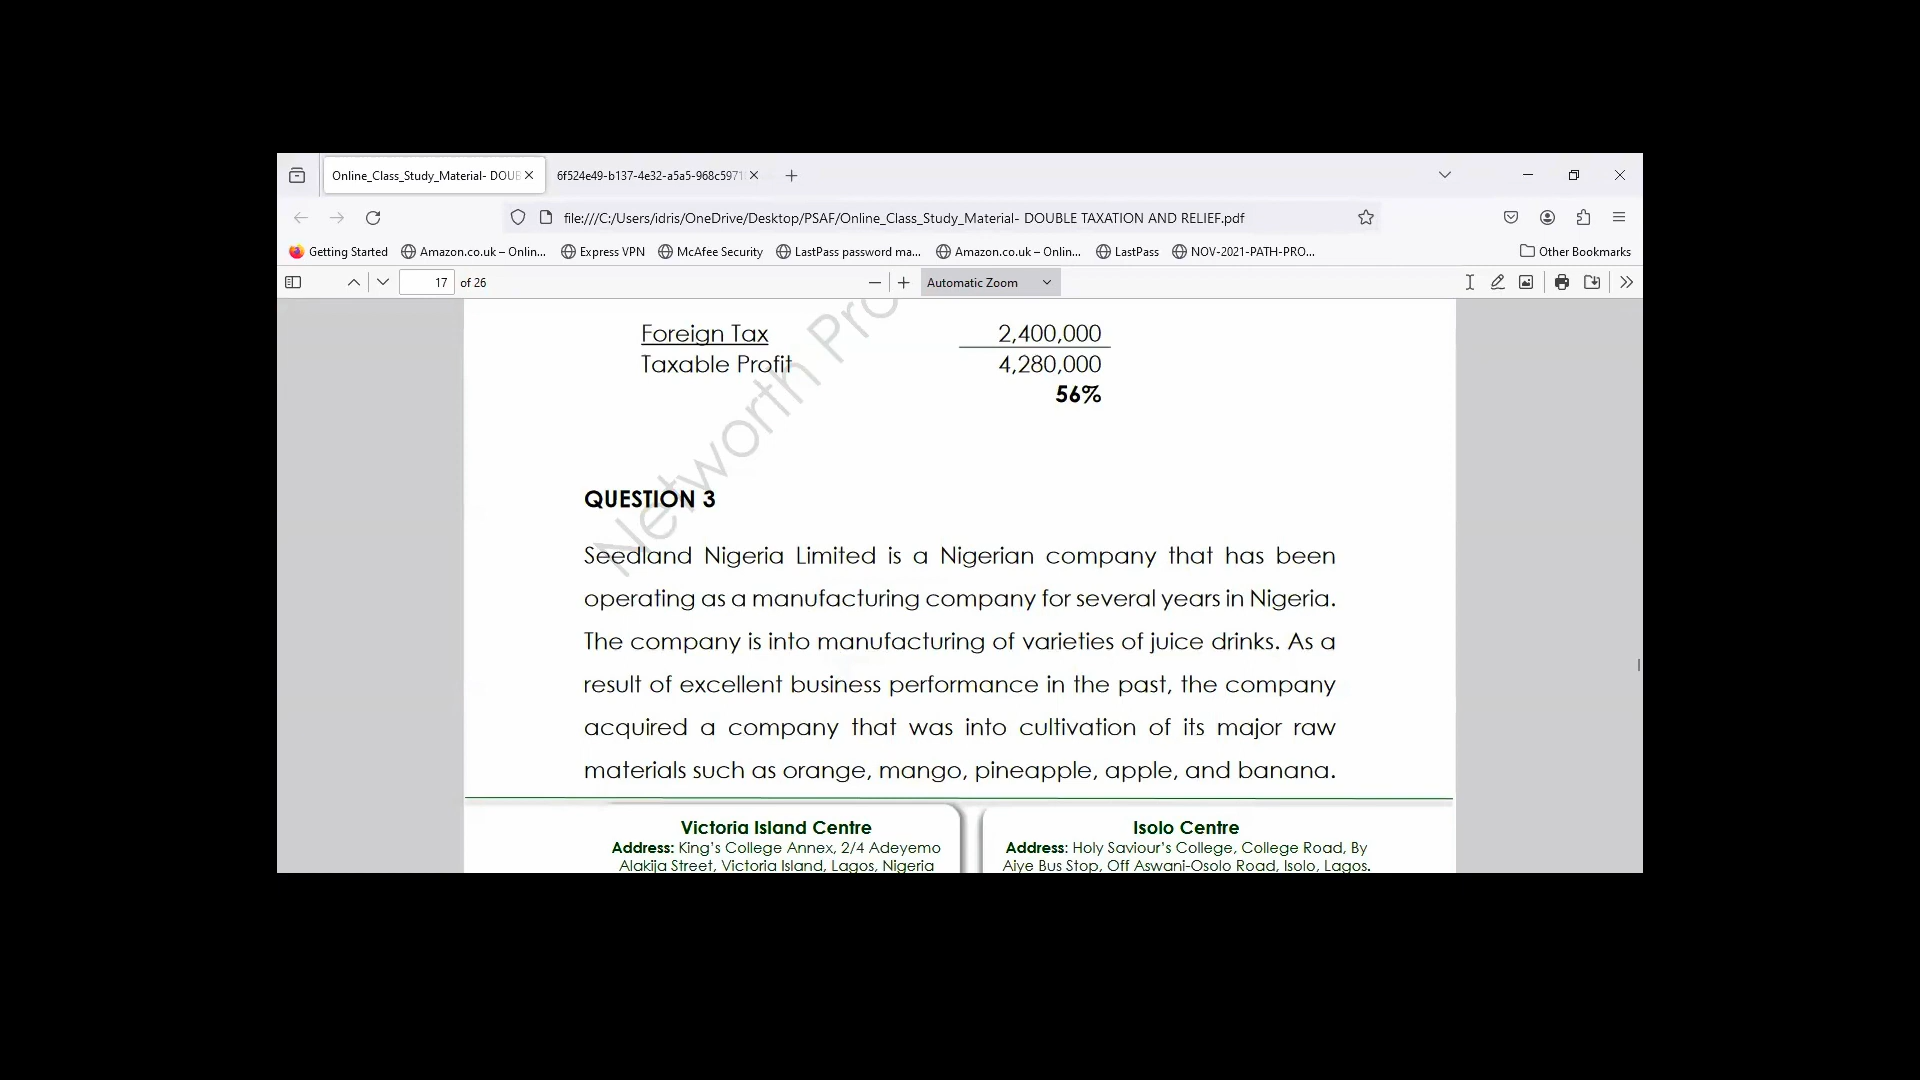 Online_Class_Study_Material- DOUB
6f524e49-b137-4e32-a5a5-968c5971
file:///C:/Users/idris/OneDrive/Desktop/PSAF/Online_Class_Study_Material- DOUBLE TAXATION AND RELIEF.pdf
Getting Started Amazon.co.uk – Onlin... Express VPN McAfee Security LastPass password ma... Amazon.co.uk – Onlin... LastPass NOV-2021-PATH-PRO... Other Bookmarks
17 of 26 Automatic Zoom
Networth Pro
Foreign Tax 2,400,000
Taxable Profit 4,280,000
56%
QUESTION 3
Seedland Nigeria Limited is a Nigerian company that has been
operating as a manufacturing company for several years in Nigeria.
The company is into manufacturing of varieties of juice drinks. As a
result of excellent business performance in the past, the company
acquired a company that was into cultivation of its major raw
materials such as orange, mango, pineapple, apple, and banana.
Victoria Island Centre
Address: King's College Annex, 2/4 Adeyemo
Alakija Street, Victoria Island, Lagos, Nigeria
Isolo Centre
Address: Holy Saviour's College, College Road, By
Aiye Bus Stop, Off Aswani-Osolo Road, Isolo, Lagos.